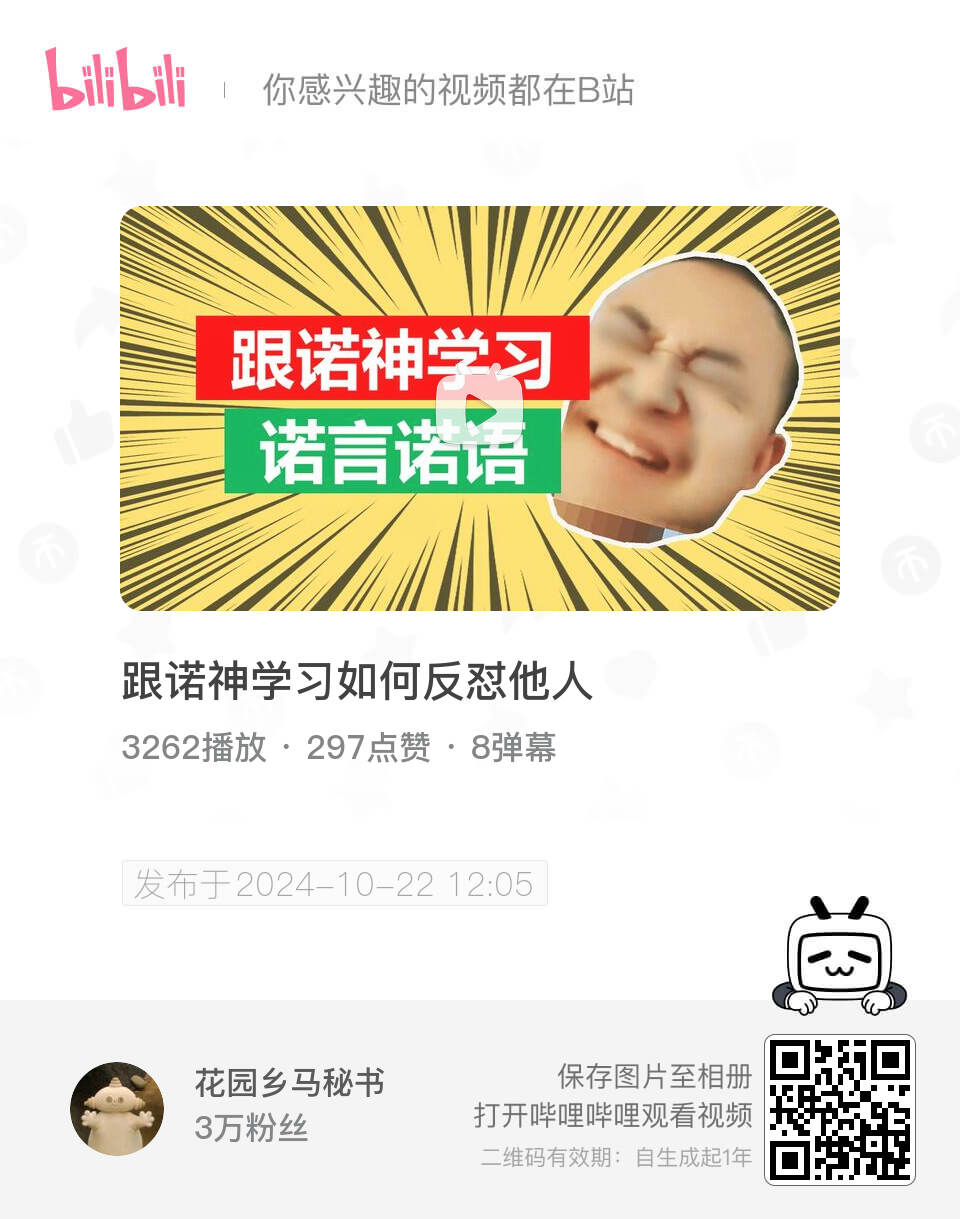 bilibili
你感兴趣的视频都在B站
跟诺神学习
诺言诺语
跟诺神学习如何反怼他人
3262播放 · 297点赞 · 8弹幕
发布于2024-10-22 12:05
花园乡马秘书
3万粉丝
保存图片至相册
打开哔哩哔哩观看视频
二维码有效期：自生成起1年